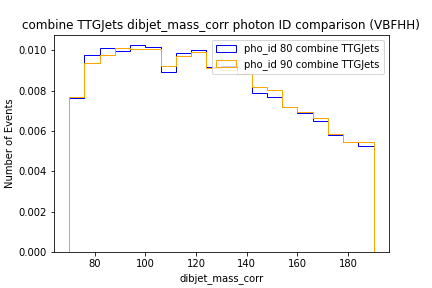 combine TTGJets dibjet_mass_corr photon ID comparison (VBFHH)
pho_id 80 combine TTGJets
pho_id 90 combine TTGJets
Number of Events
0.010
0.008
0.006
0.004
0.002
0.000
80 100 120 140 160 180
dibjet_mass_corr